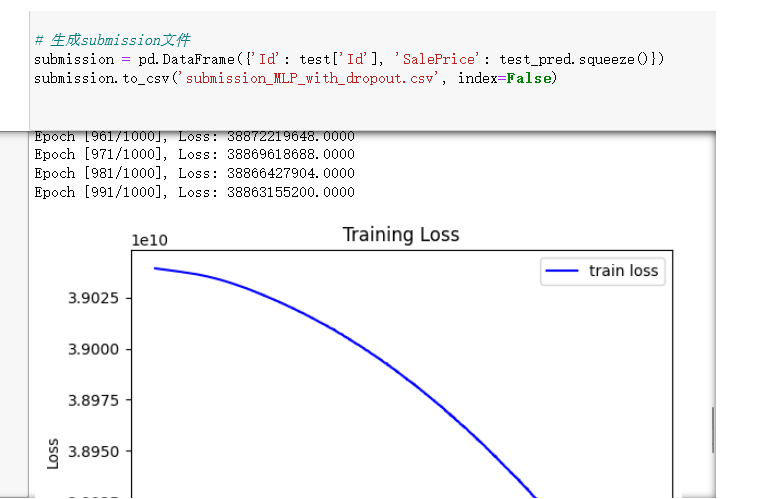 # 生成submission文件
submission = pd.DataFrame({'Id': test['Id'], 'SalePrice': test_pred.squeeze()})
submission.to_csv('submission_MLP_with_dropout.csv', index=False)
Epoch [961/1000], Loss: 38872219648.0000
Epoch [971/1000], Loss: 38869618688.0000
Epoch [981/1000], Loss: 38866427904.0000
Epoch [991/1000], Loss: 38863155200.0000
Training Loss
1e10
train loss
3.9025
3.9000
3.8975
3.8950
Loss